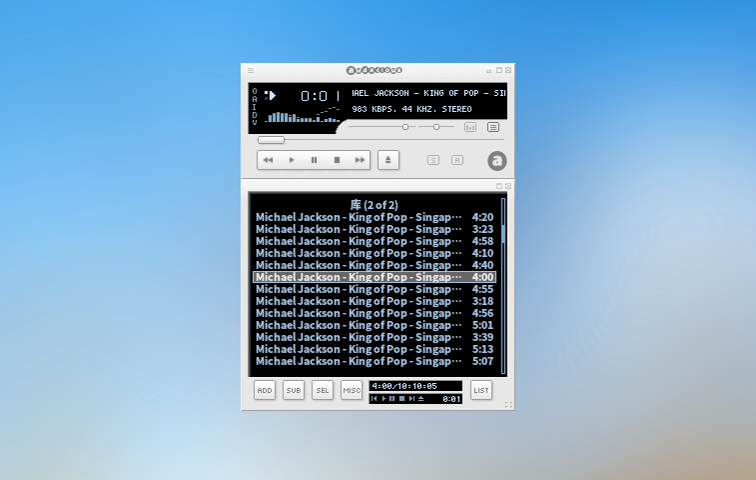 audacious
O
A
I
D
V
0:01
IAEL JACKSON - KING OF POP - SI
983 KBPS. 44 KHZ. STEREO
S R
a
库 (2 of 2)
Michael Jackson - King of Pop - Singap··· 4:20
Michael Jackson - King of Pop - Singap··· 3:23
Michael Jackson - King of Pop - Singap··· 4:58
Michael Jackson - King of Pop - Singap··· 4:10
Michael Jackson - King of Pop - Singap··· 4:40
Michael Jackson - King of Pop - Singap··· 4:00
Michael Jackson - King of Pop - Singap··· 4:55
Michael Jackson - King of Pop - Singap··· 3:18
Michael Jackson - King of Pop - Singap··· 4:56
Michael Jackson - King of Pop - Singap··· 5:01
Michael Jackson - King of Pop - Singap··· 3:39
Michael Jackson - King of Pop - Singap··· 5:13
Michael Jackson - King of Pop - Singap··· 5:07
ADD SUB SEL MISC 4:00/10:10:05 LIST
0:01